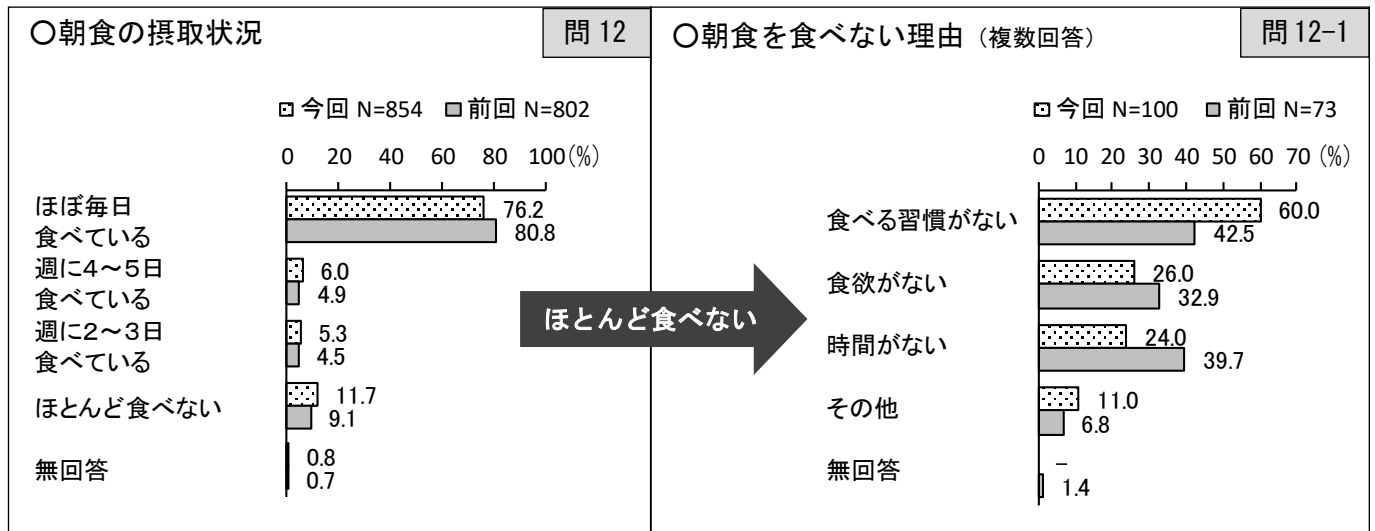 〇朝食の摂取状況
問 12
今回 N=854 前回 N=802
0 20 40 60 80 100(%)
ほぼ毎日
食べている
76.2
80.8
週に4~5日
食べている
6.0
4.9
週に2~3日
食べている
5.3
4.5
ほとんど食べない
11.7
9.1
無回答
0.8
0.7
ほとんど食べない
〇朝食を食べない理由(複数回答)
問 12-1
今回 N=100 前回 N=73
0 10 20 30 40 50 60 70 (%)
食べる習慣がない
60.0
42.5
食欲がない
26.0
32.9
時間がない
24.0
39.7
その他
11.0
6.8
無回答
-
1.4